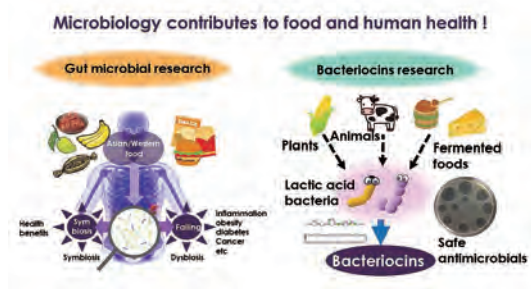 Microbiology contributes to food and human health !
Gut microbial research
Asian/Western
food
Health
benefits
Sym
biosis
Symbiosis
Failing
Dysbiosis
Inflammation
obesity
diabetes
Cancer
etc
Bacteriocins research
Plants
Animals
Fermented
foods
Lactic acid
bacteria
Bacteriocins
Safe
antimicrobials